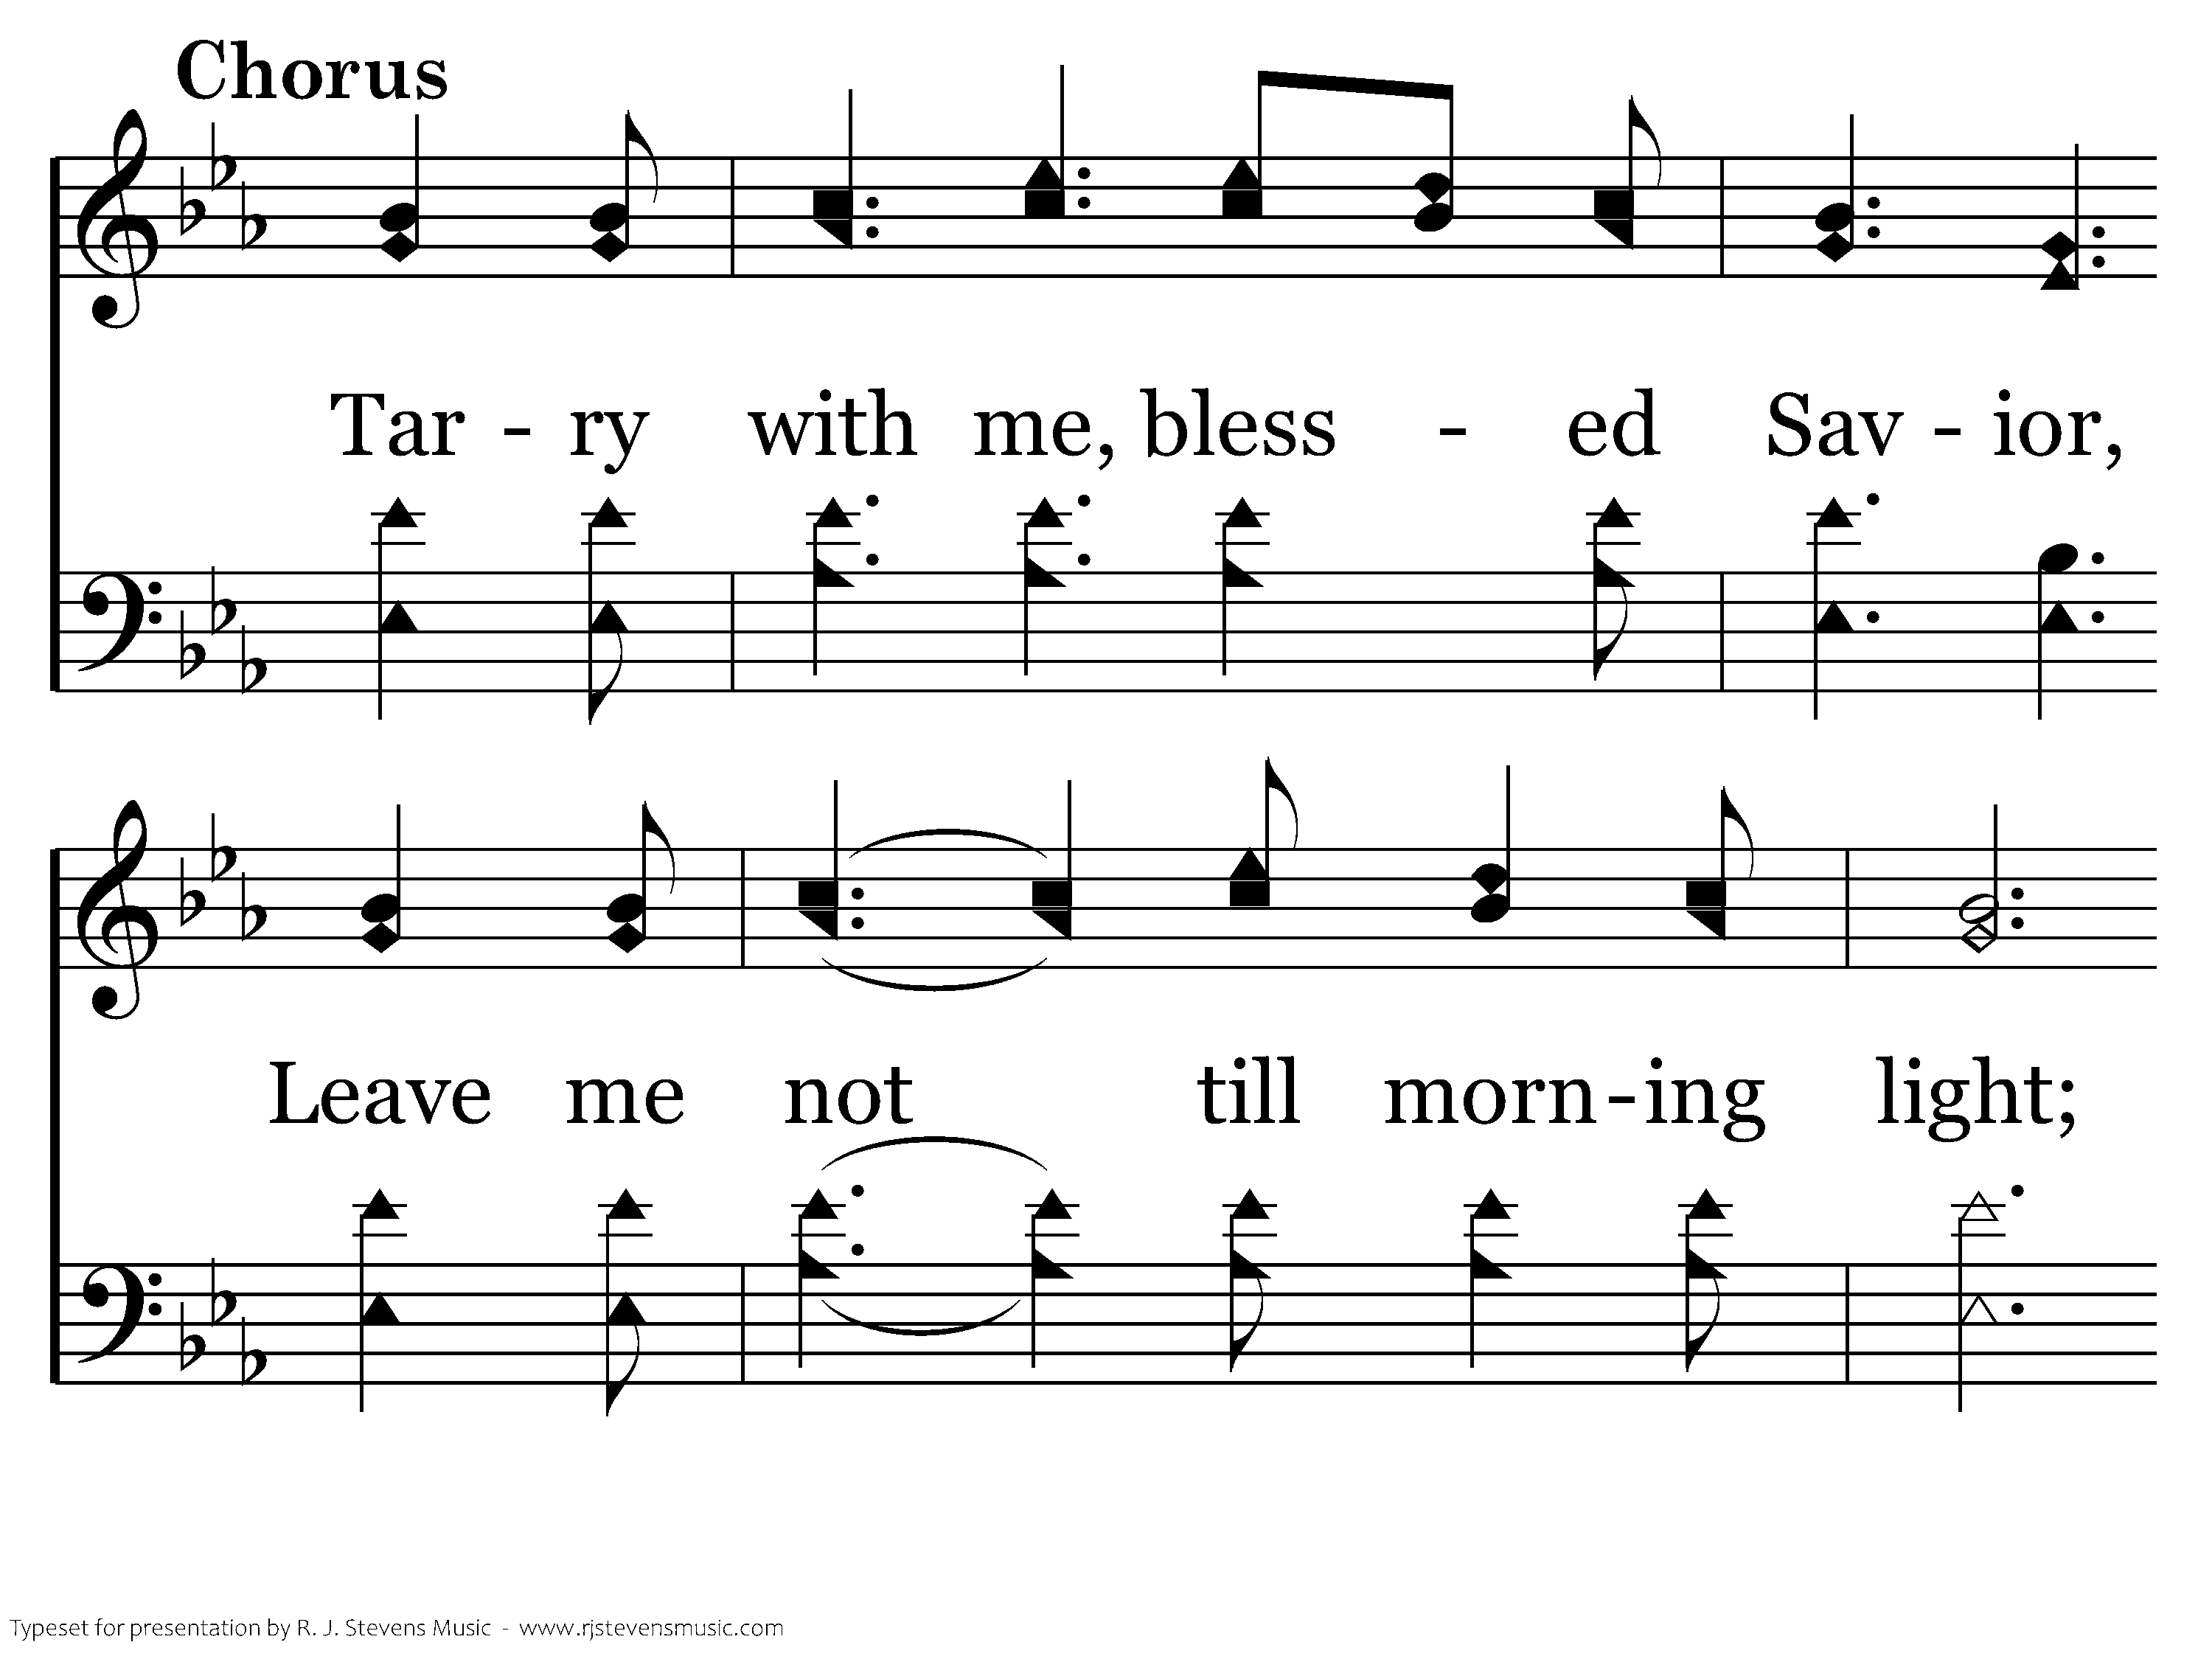 Chorus
Tar - ry with me, bless - ed Sav - ior,
Leave me not till morn-ing light;
Typeset for presentation by R. J. Stevens Music - www.rjstevensmusic.com